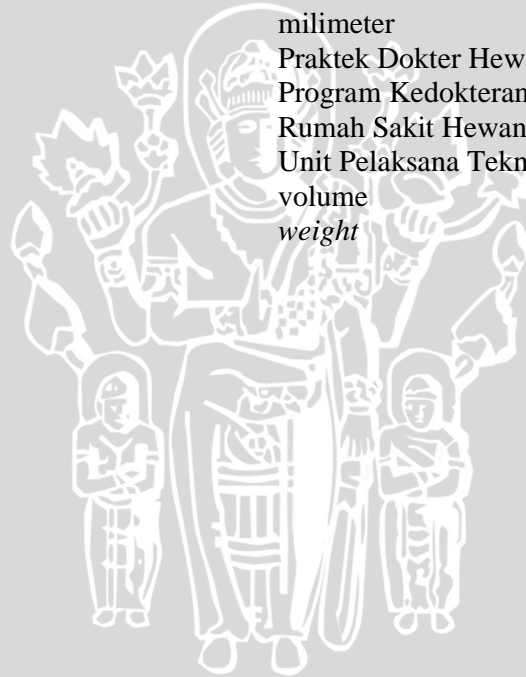 milimeter
Praktek Dokter Hew
Program Kedokteran
Rumah Sakit Hewan
Unit Pelaksana Tekn
volume
weight